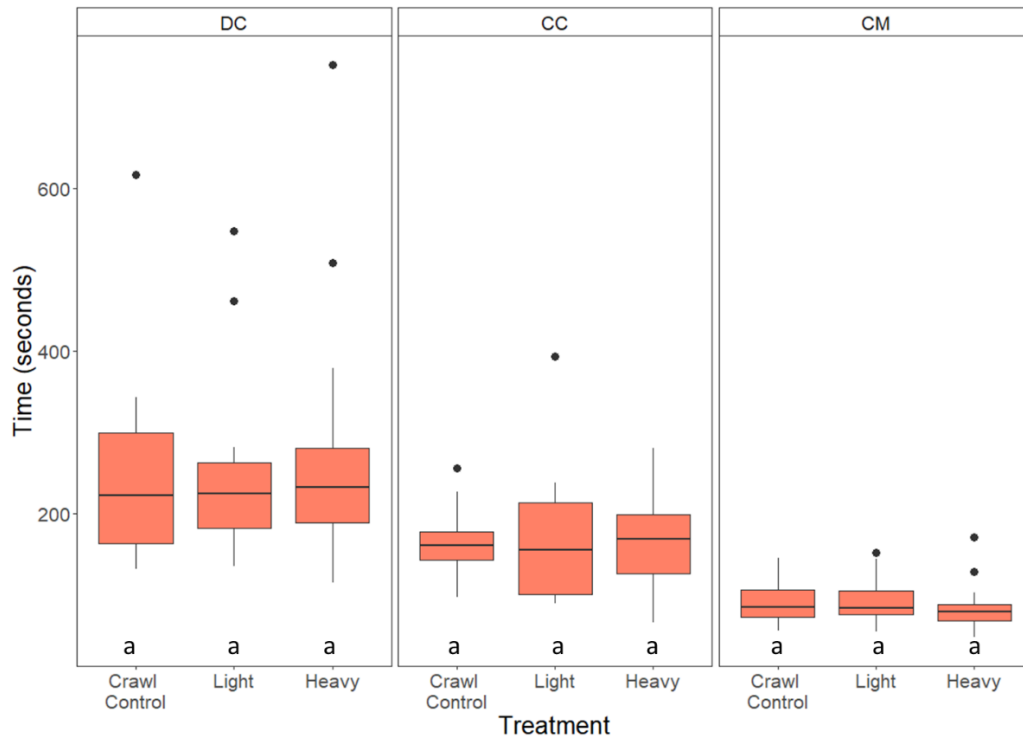 DC CC CM
Time (seconds)
600
400
200
a a a a a a a a a
Crawl Control Light Heavy Crawl Control Light Heavy Crawl Control Light Heavy
Treatment